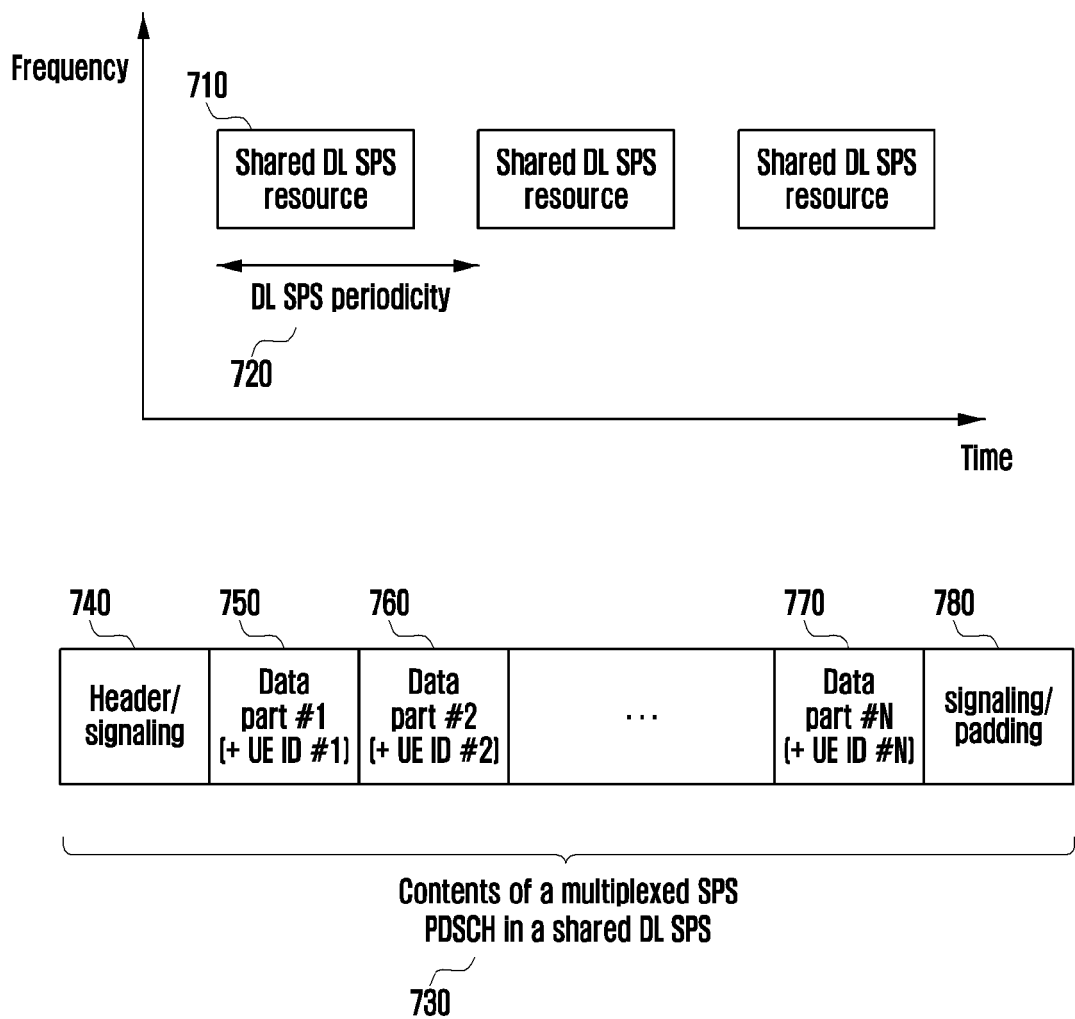 Frequency
710
Shared DL SPS
resource
Shared DL SPS
resource
Shared DL SPS
resource
DL SPS periodicity
720
Time
740
750
760
770
780
Header/
signaling
Data
part #1
(+ UE ID #1)
Data
part #2
(+ UE ID #2)
...
Data
part #N
(+ UE ID #N)
signaling/
padding
Contents of a multiplexed SPS
PDSCH in a shared DL SPS
730